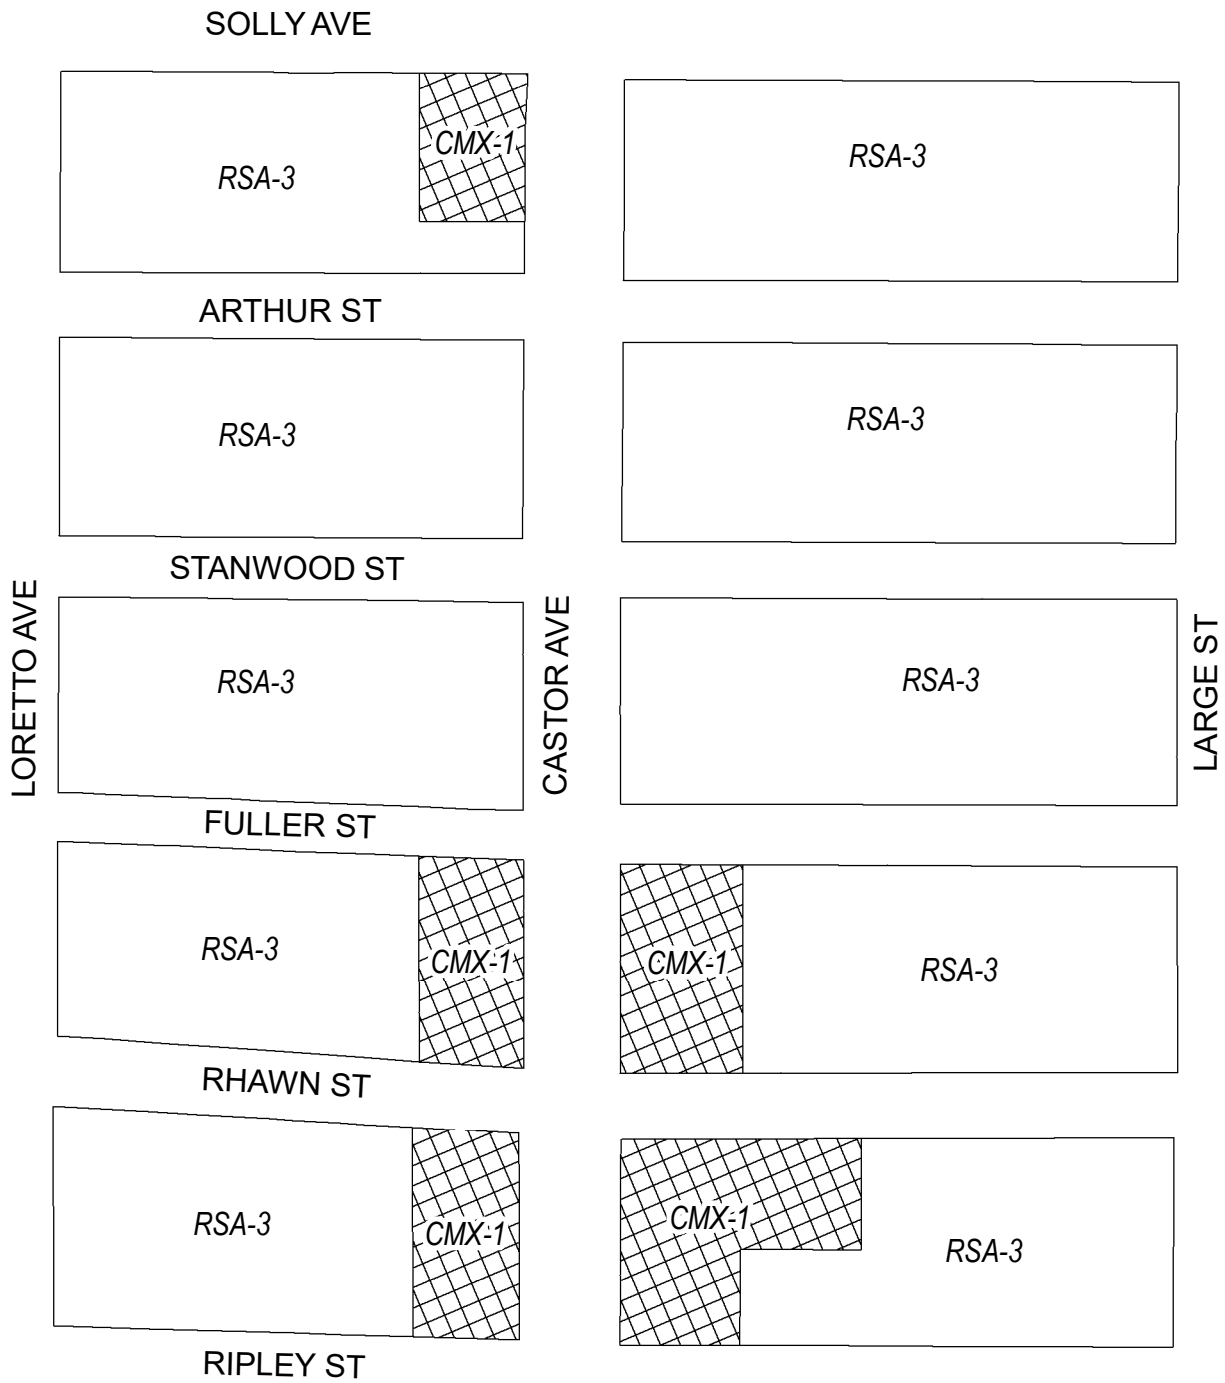 SOLLY AVE
RSA-3
CMX-1
RSA-3
ARTHUR ST
RSA-3
RSA-3
STANWOOD ST
LORETTO AVE
RSA-3
CASTOR AVE
RSA-3
LARGE ST
FULLER ST
RSA-3
CMX-1
CMX-1
RSA-3
RHAWN ST
RSA-3
CMX-1
CMX-1
RSA-3
RIPLEY ST